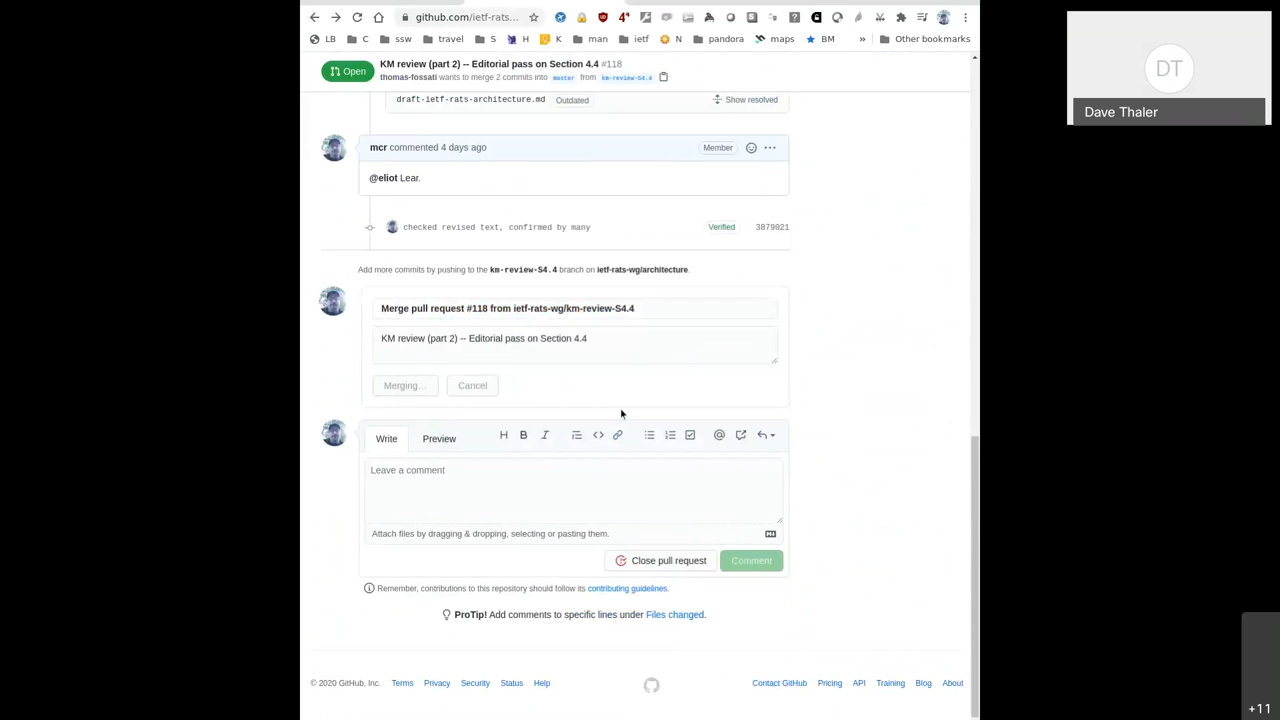 github.com/ietf-rats...
4°
LB
C
ssw
travel
S
H
K
man
ietf
N
pandora
maps
BM
»
Other bookmarks
Open
KM review (part 2) -- Editorial pass on Section 4.4 #118
thomas-fossati wants to merge 2 commits into master from km-review-S4.4
draft-ietf-rats-architecture.md Outdated Show resolved
mcr commented 4 days ago Member
@eliot Lear.
checked revised text, confirmed by many Verified 3879021
Add more commits by pushing to the km-review-S4.4 branch on ietf-rats-wg/architecture.
Merge pull request #118 from ietf-rats-wg/km-review-S4.4
KM review (part 2) -- Editorial pass on Section 4.4
Merging… Cancel
Write Preview
Leave a comment
Attach files by dragging & dropping, selecting or pasting them.
Close pull request Comment
Remember, contributions to this repository should follow its contributing guidelines.
ProTip! Add comments to specific lines under Files changed.
© 2020 GitHub, Inc. Terms Privacy Security Status Help Contact GitHub Pricing API Training Blog About
DT
Dave Thaler
+11